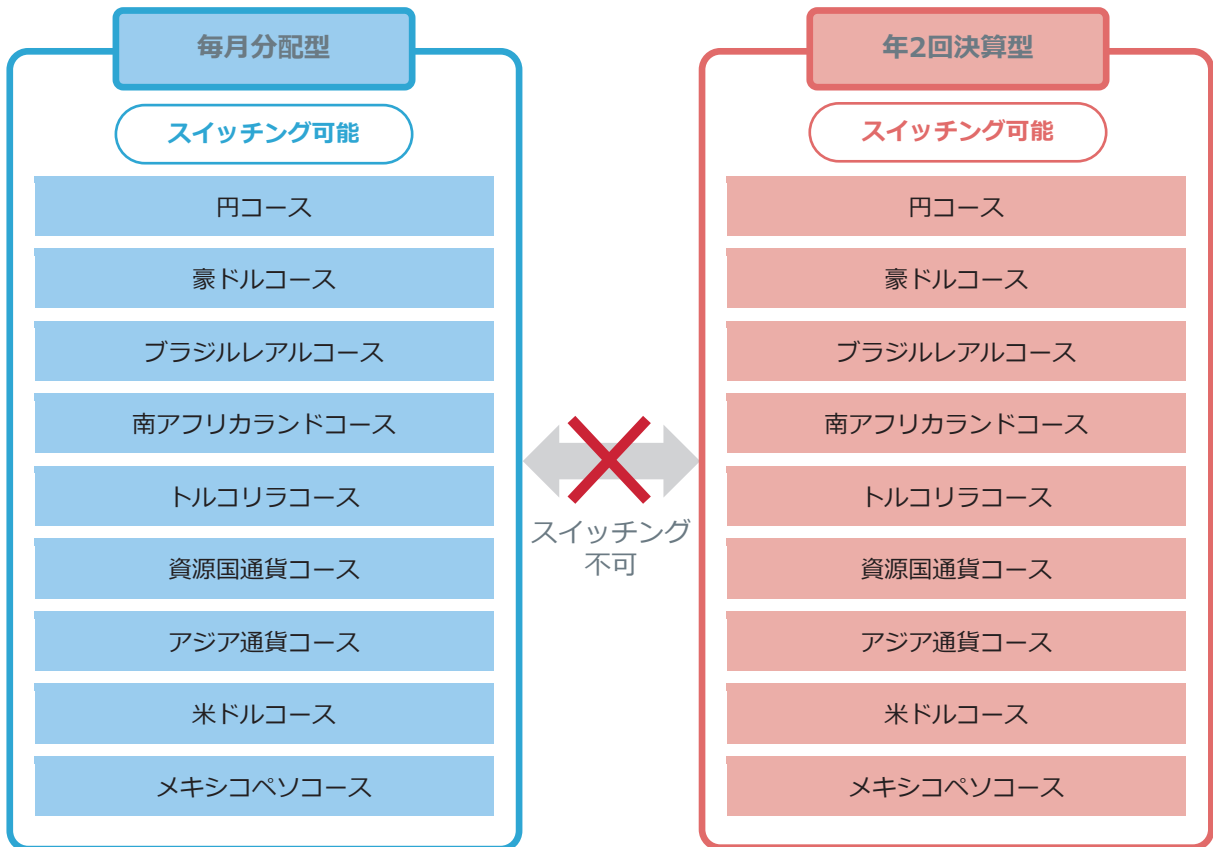 毎月分配型
スイッチング可能
円コース
豪ドルコース
ブラジルレアルコース
南アフリカランドコース
トルコリラコース
資源国通貨コース
アジア通貨コース
米ドルコース
メキシコペソコース
スイッチング
不可
年2回決算型
スイッチング可能
円コース
豪ドルコース
ブラジルレアルコース
南アフリカランドコース
トルコリラコース
資源国通貨コース
アジア通貨コース
米ドルコース
メキシコペソコース